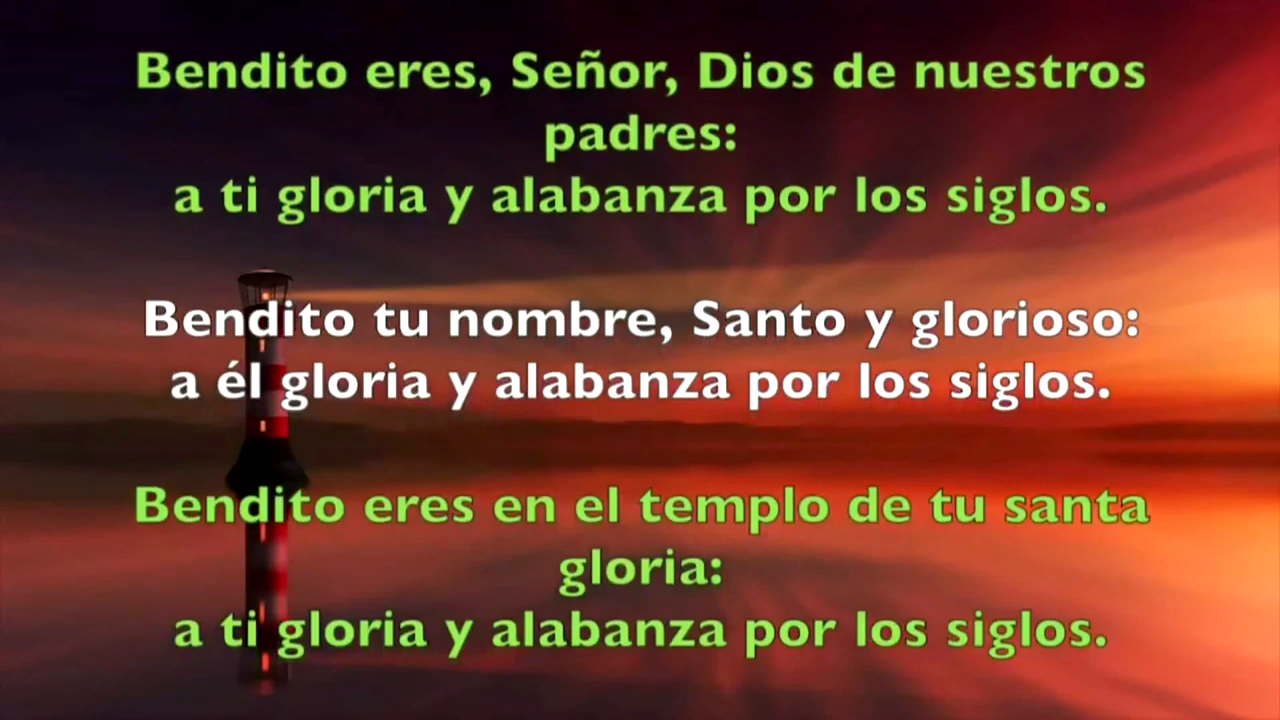 Bendito eres, Señor, Dios de nuestros
padres:
a ti gloria y alabanza por los siglos.
Bendito tu nombre, Santo y glorioso:
a él gloria y alabanza por los siglos.
Bendito eres en el templo de tu santa
gloria:
a ti gloria y alabanza por los siglos.